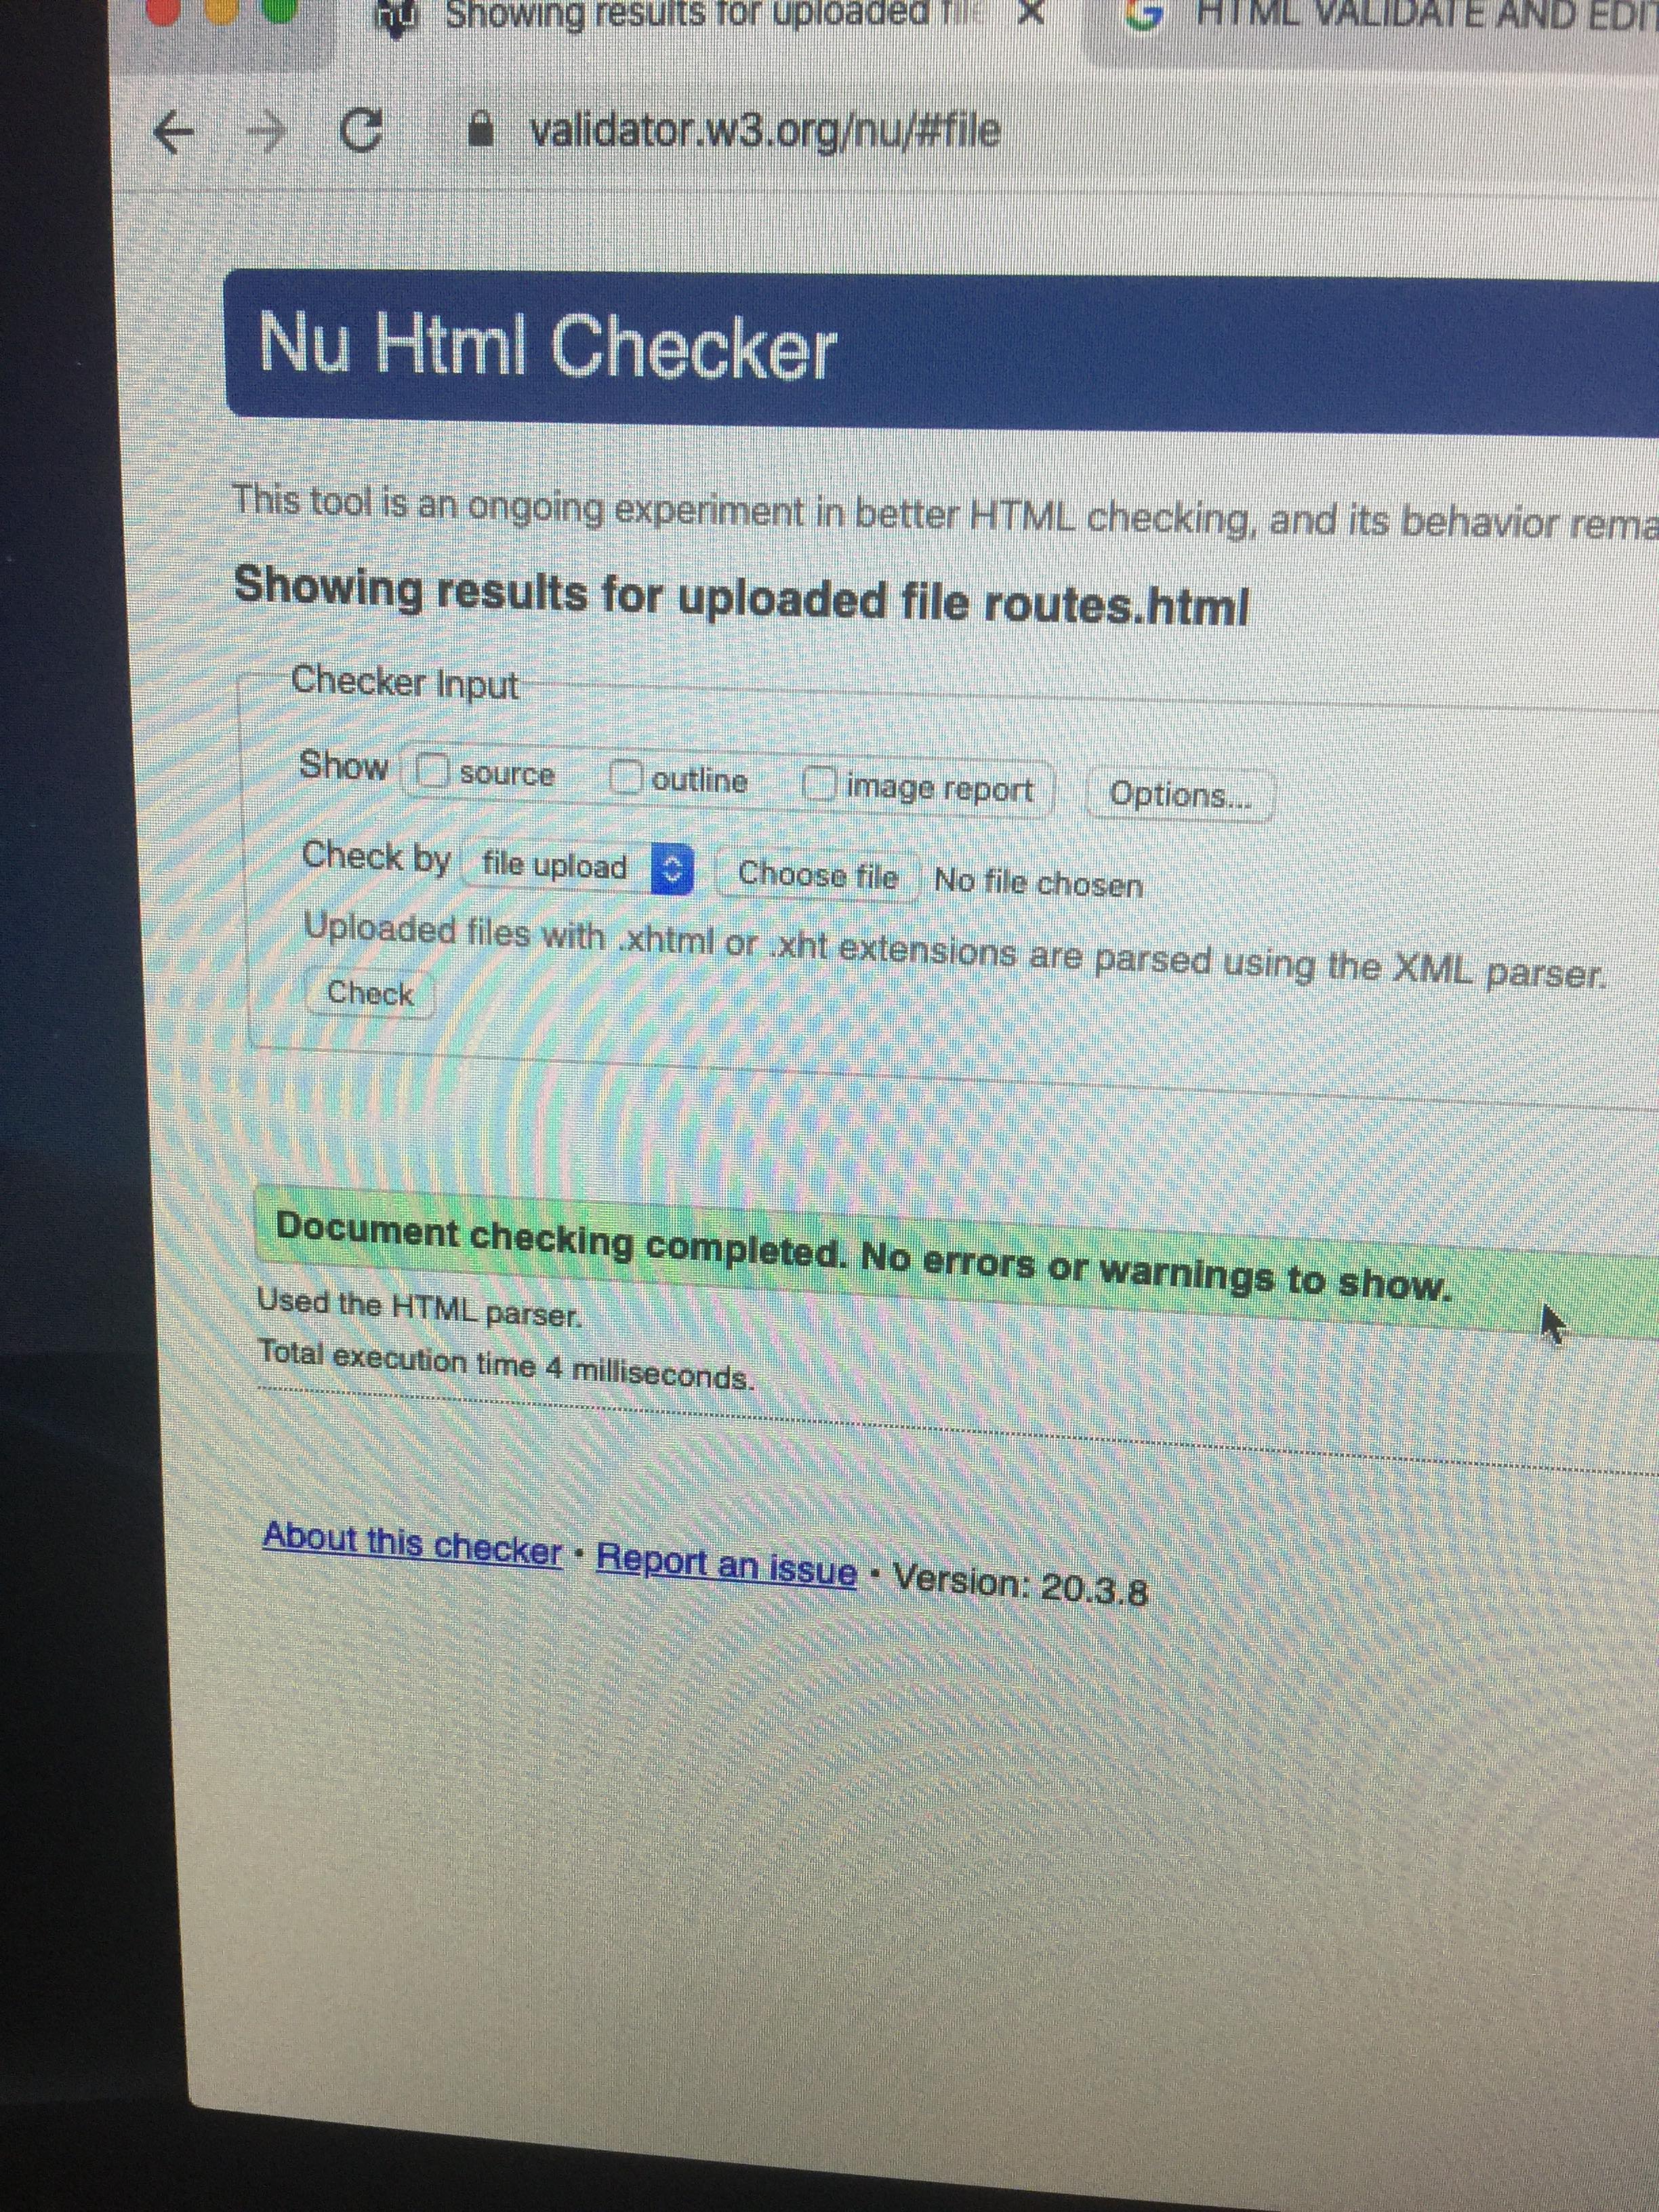 Showing results for uploaded file
HTML VALIDATE AND EDIT
validator.w3.org/nu/#file
Nu Html Checker
This tool is an ongoing experiment in better HTML checking, and its behavior rema
Showing results for uploaded file routes.html
Checker Input
Show source outline image report Options...
Check by file upload Choose file No file chosen
Uploaded files with .xhtml or .xht extensions are parsed using the XML parser.
Check
Document checking completed. No errors or warnings to show.
Used the HTML parser.
Total execution time 4 milliseconds.
About this checker • Report an issue • Version: 20.3.8